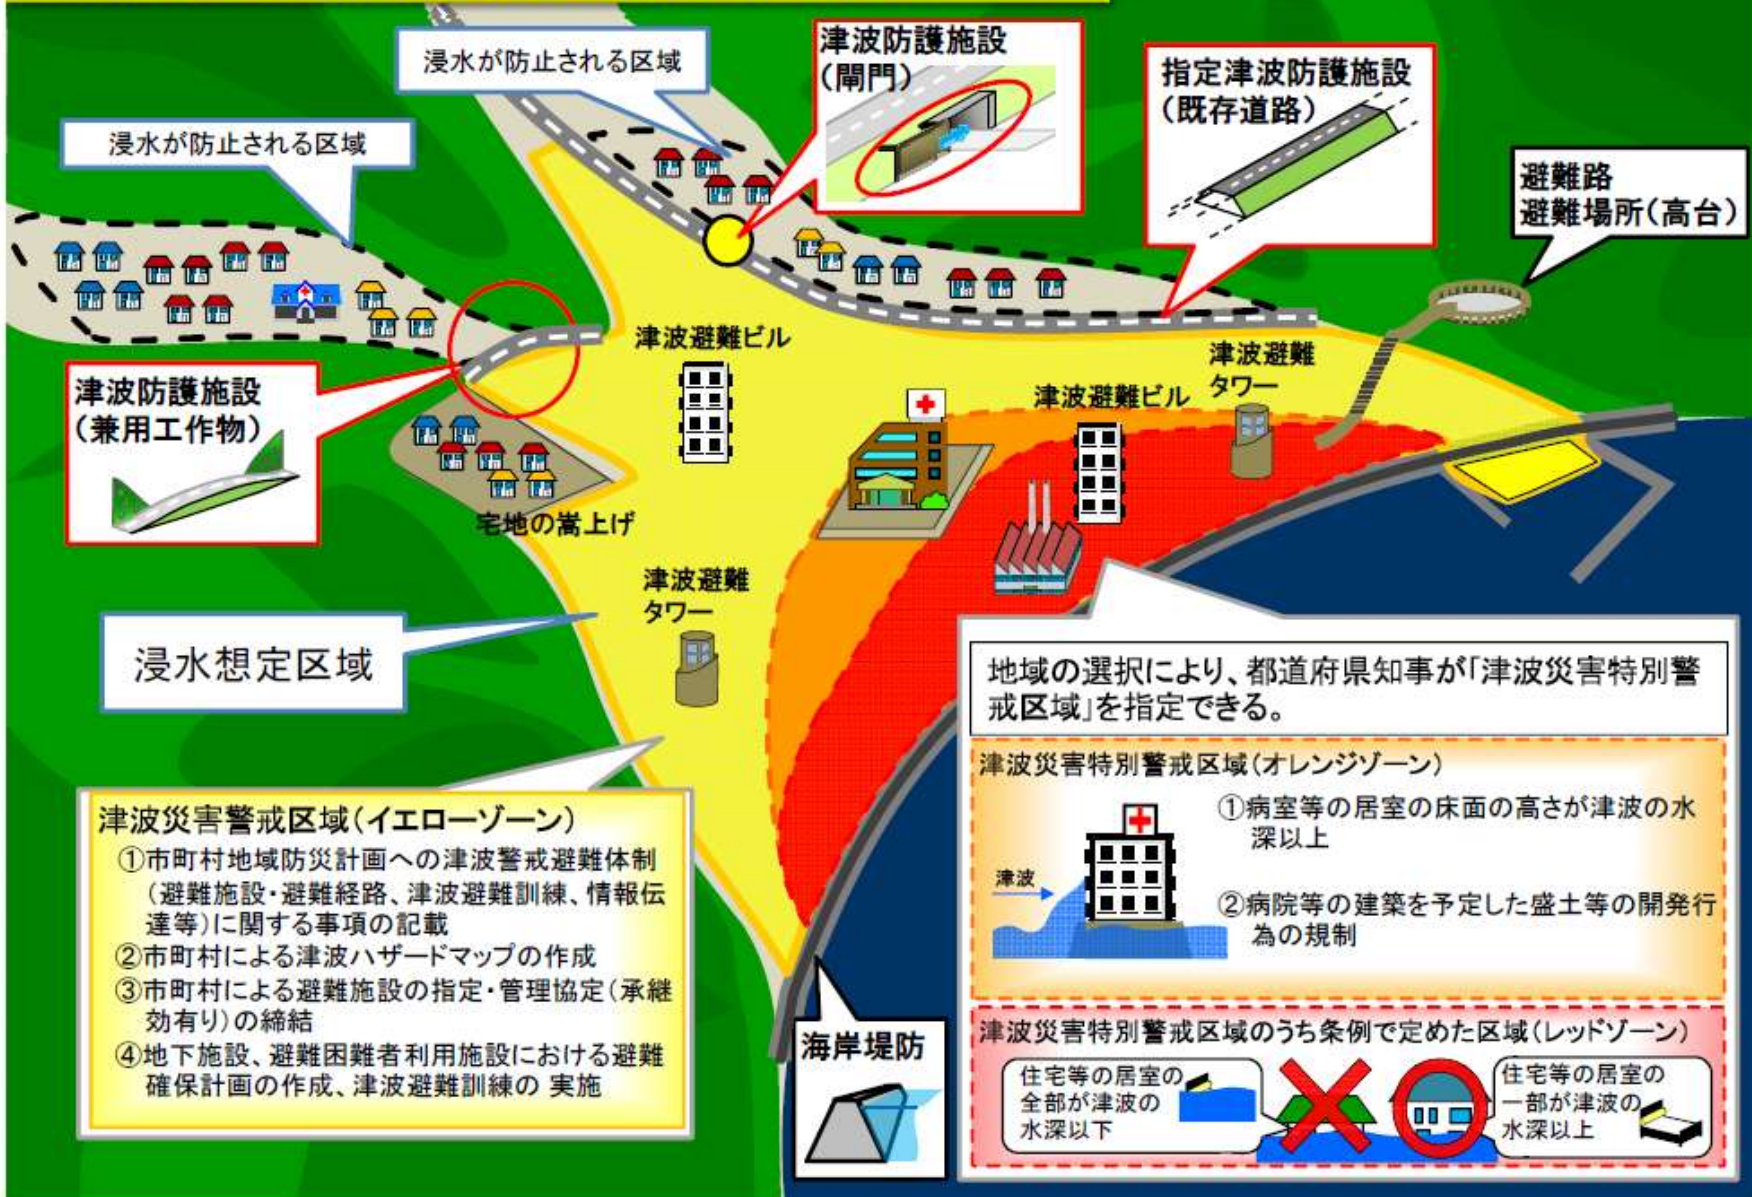 浸水が防止される区域
津波防護施設
（閘門）
指定津波防護施設
（既存道路）
浸水が防止される区域
避難路
避難場所（高台）
津波避難ビル
津波避難
タワー
津波避難ビル
津波防護施設
（兼用工作物）
宅地の嵩上げ
津波避難
タワー
浸水想定区域
地域の選択により、都道府県知事が「津波災害特別警
戒区域」を指定できる。
津波災害特別警戒区域（オレンジゾーン）
①病室等の居室の床面の高さが津波の水
深以上
津波
②病院等の建築を予定した盛土等の開発行
為の規制
津波災害警戒区域（イエローゾーン）
①市町村地域防災計画への津波警戒避難体制
（避難施設・避難経路、津波避難訓練、情報伝
達等）に関する事項の記載
②市町村による津波ハザードマップの作成
③市町村による避難施設の指定・管理協定（承継
効有り）の締結
④地下施設、避難困難者利用施設における避難
確保計画の作成、津波避難訓練の 実施
海岸堤防
津波災害特別警戒区域のうち条例で定めた区域（レッドゾーン）
住宅等の居室の
全部が津波の
水深以下
住宅等の居室の
一部が津波の
水深以上